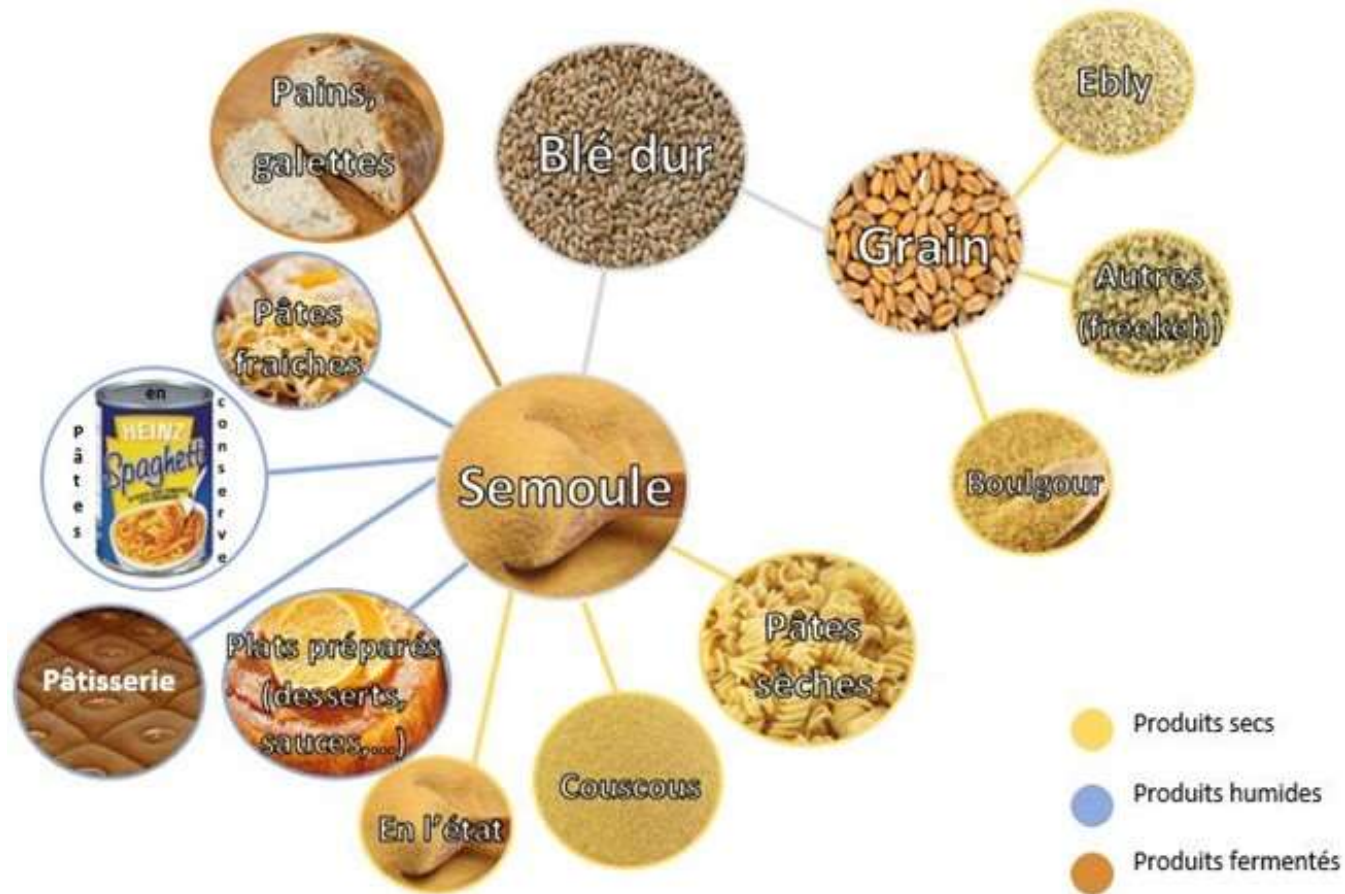 Pains,
galettes
Blé dur
Ebly
Grain
Autres
(freekeh)
Boulgour
Pâtes
fraiches
Pâtes
en
conserve
HEINZ
Spaghetti
Semoule
Pâtisserie
Plats préparés
(desserts,
sauces,...)
En l'état
Couscous
Pâtes
sèches
Produits secs
Produits humides
Produits fermentés